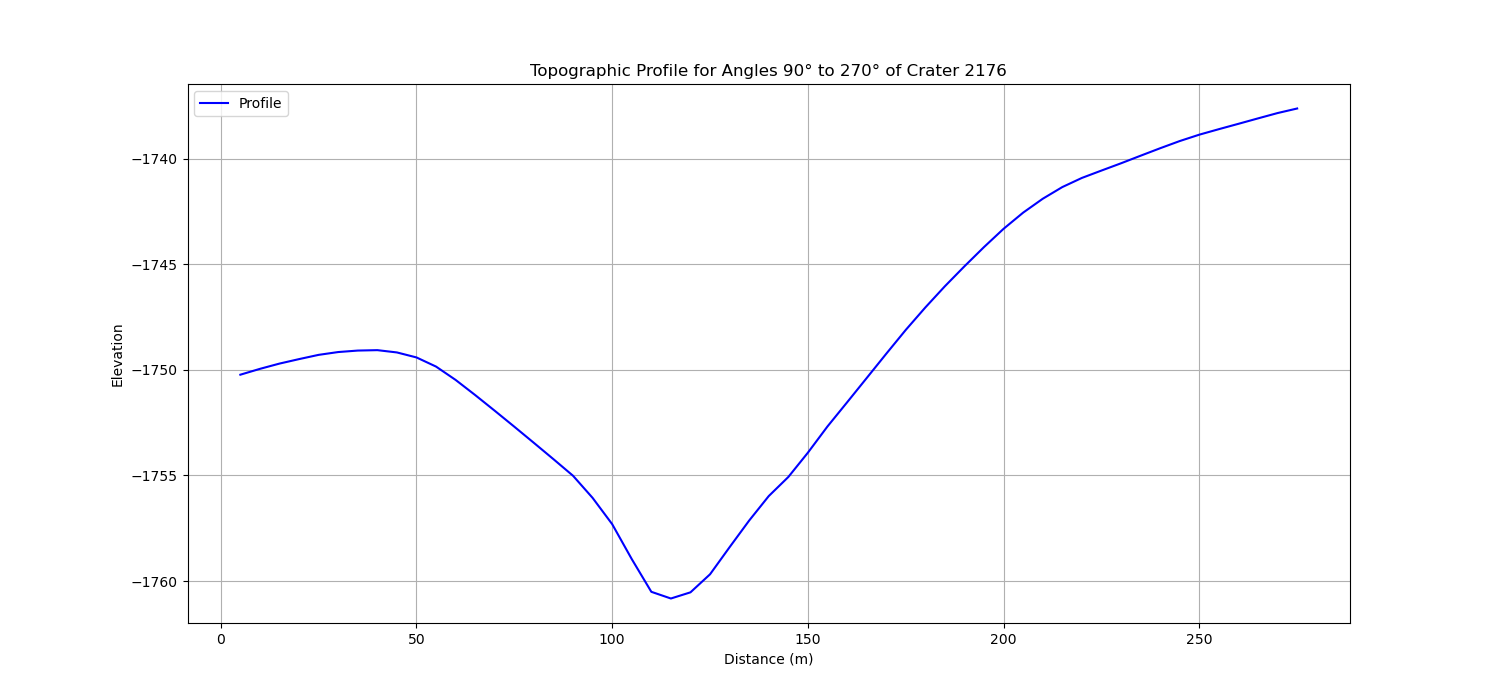 Topographic Profile for Angles 90° to 270° of Crater 2176
Profile
−1740
−1745
−1750
−1755
−1760
Elevation
0 50 100 150 200 250
Distance (m)